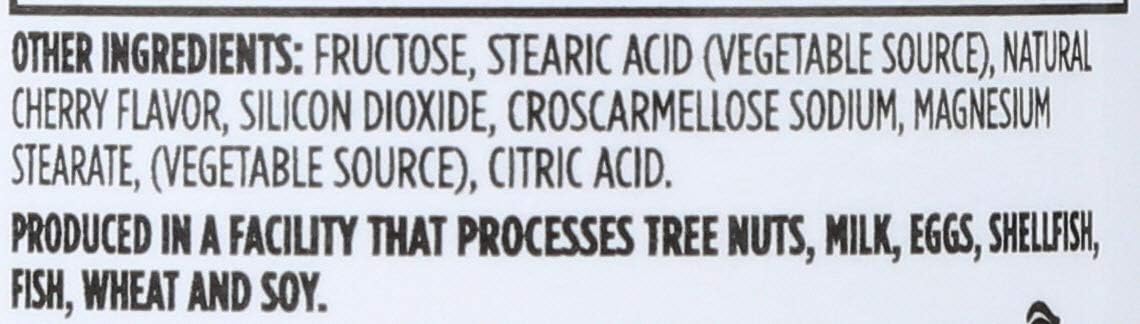 OTHER INGREDIENTS: FRUCTOSE, STEARIC ACID (VEGETABLE SOURCE), NATURAL
CHERRY FLAVOR, SILICON DIOXIDE, CROSCARMELLOSE SODIUM, MAGNESIUM
STEARATE, (VEGETABLE SOURCE), CITRIC ACID.
PRODUCED IN A FACILITY THAT PROCESSES TREE NUTS, MILK, EGGS, SHELLFISH,
FISH, WHEAT AND SOY.